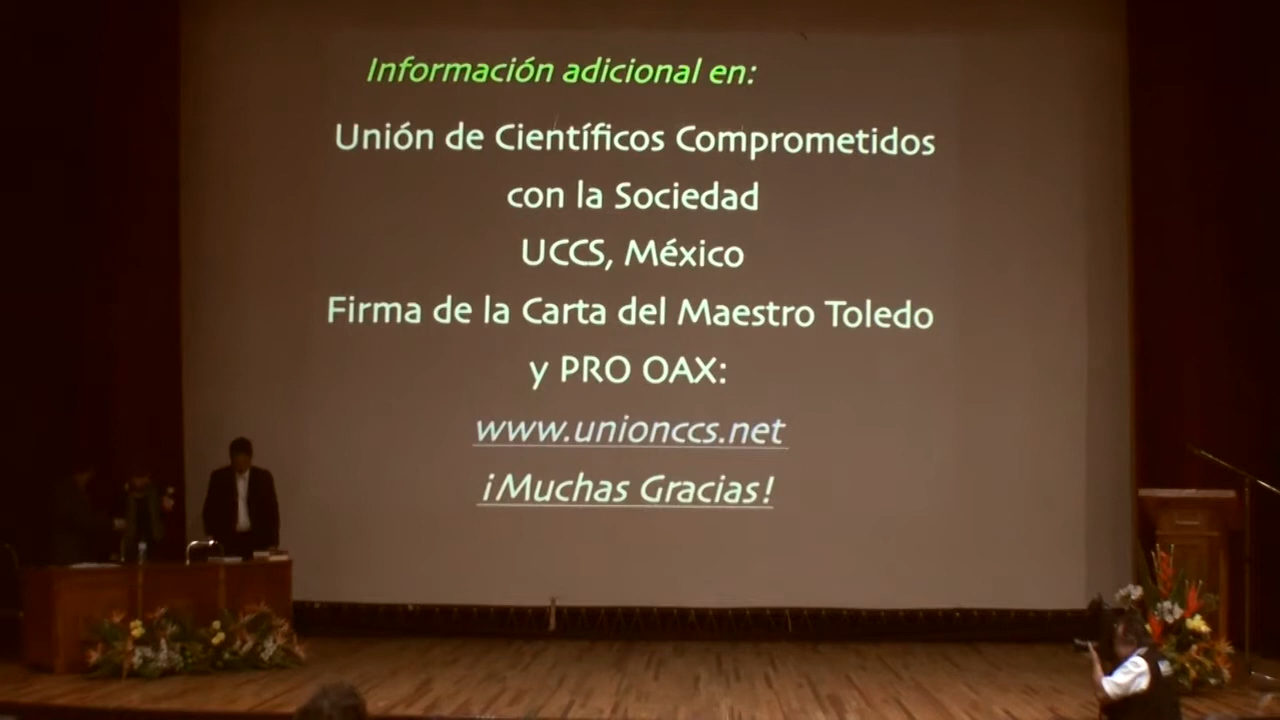 Información adicional en:
Unión de Científicos Comprometidos
con la Sociedad
UCCS, México
Firma de la Carta del Maestro Toledo
y PRO OAX:
www.unionccs.net
¡Muchas Gracias!